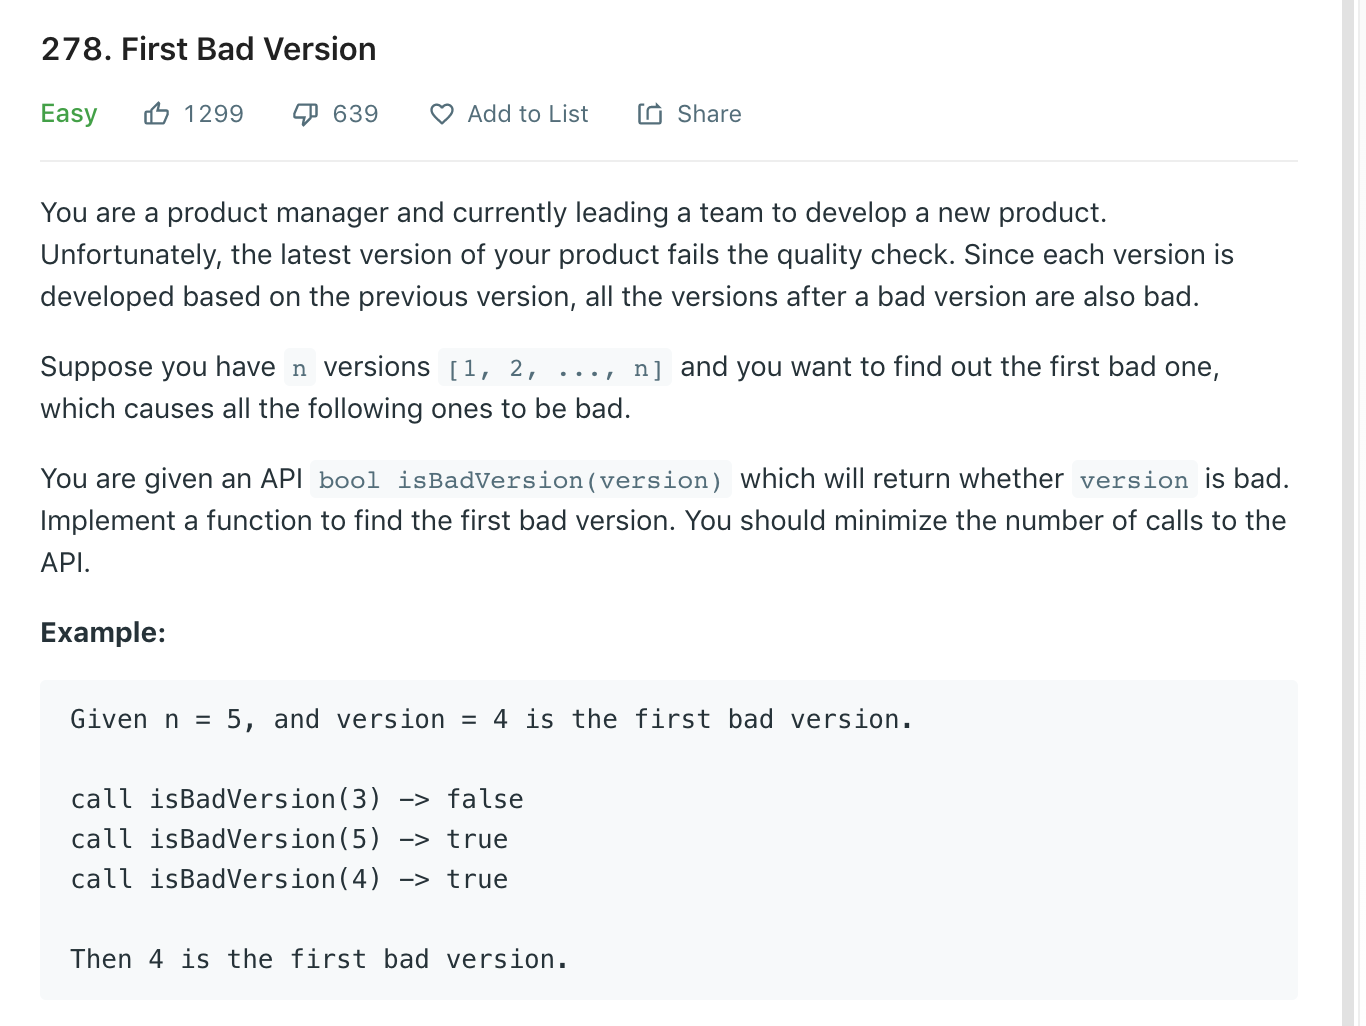 278. First Bad Version
Easy 1299 639 Add to List Share
You are a product manager and currently leading a team to develop a new product.
Unfortunately, the latest version of your product fails the quality check. Since each version is
developed based on the previous version, all the versions after a bad version are also bad.
Suppose you have n versions [1, 2, ..., n] and you want to find out the first bad one,
which causes all the following ones to be bad.
You are given an API bool isBadVersion(version) which will return whether version is bad.
Implement a function to find the first bad version. You should minimize the number of calls to the
API.
Example:
Given n = 5, and version = 4 is the first bad version.
call isBadVersion(3) -> false
call isBadVersion(5) -> true
call isBadVersion(4) -> true
Then 4 is the first bad version.